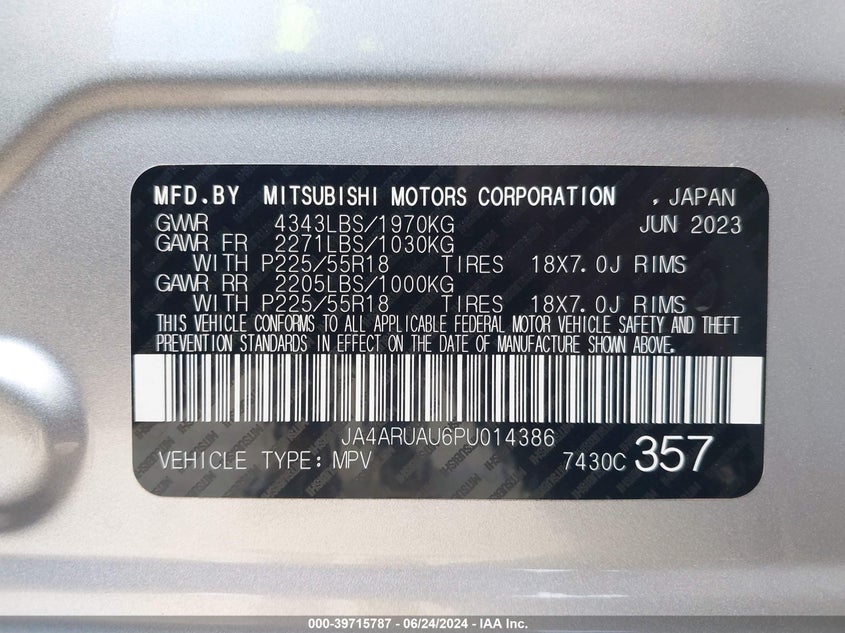 MFD.BY MITSUBISHI MOTORS CORPORATION , JAPAN
GVWR 4343LBS/1970KG JUN 2023
GAWR FR 2271LBS/1030KG
WITH P225/55R18 TIRES 18X7.0J RIMS
GAWR RR 2205LBS/1000KG
WITH P225/55R18 TIRES 18X7.0J RIMS
THIS VEHICLE CONFORMS TO ALL APPLICABLE FEDERAL MOTOR VEHICLE SAFETY AND THEFT
PREVENTION STANDARDS IN EFFECT ON THE DATE OF MANUFACTURE SHOWN ABOVE.
JA4ARUAU6PU014386
VEHICLE TYPE: MPV 7430C 357
000-39715787 - 06/24/2024 - IAA Inc.